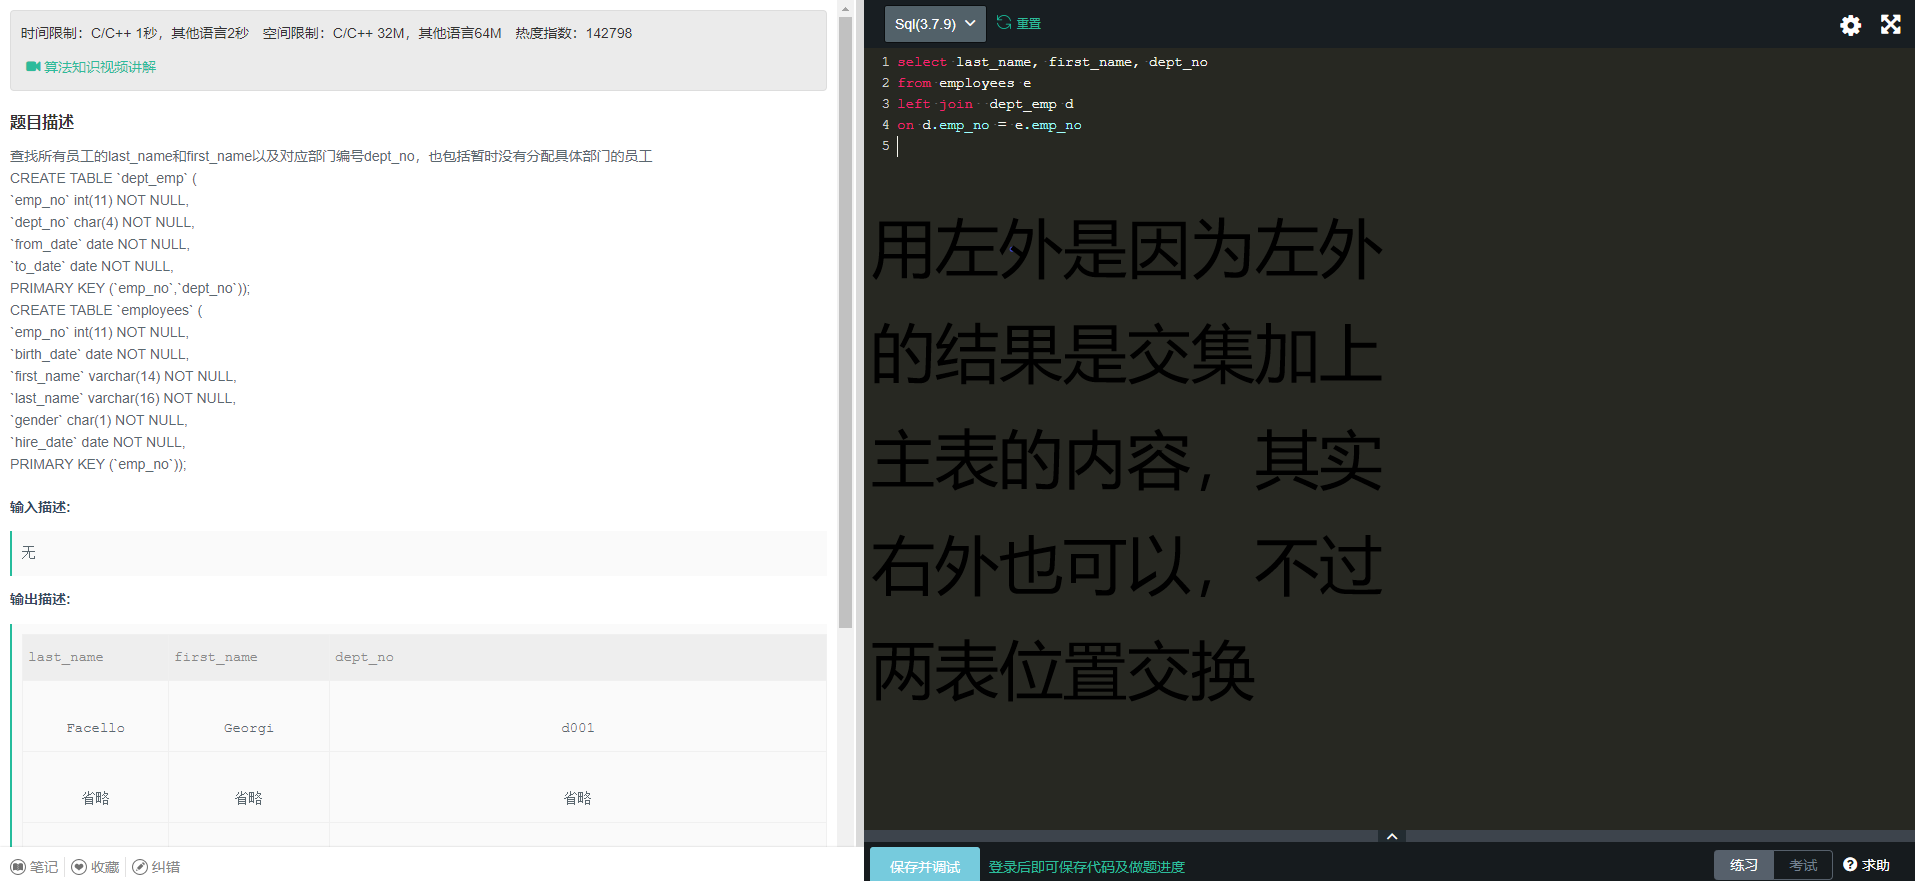 时间限制：C/C++ 1秒，其他语言2秒 空间限制：C/C++ 32M，其他语言64M 热度指数：142798
算法知识视频讲解
题目描述
查找所有员工的last_name和first_name以及对应部门编号dept_no，也包括暂时没有分配具体部门的员工
CREATE TABLE `dept_emp` (
`emp_no` int(11) NOT NULL,
`dept_no` char(4) NOT NULL,
`from_date` date NOT NULL,
`to_date` date NOT NULL,
PRIMARY KEY (`emp_no`,`dept_no`));
CREATE TABLE `employees` (
`emp_no` int(11) NOT NULL,
`birth_date` date NOT NULL,
`first_name` varchar(14) NOT NULL,
`last_name` varchar(16) NOT NULL,
`gender` char(1) NOT NULL,
`hire_date` date NOT NULL,
PRIMARY KEY (`emp_no`));
输入描述:
无
输出描述:
last_name first_name dept_no
Facello Georgi d001
省略 省略 省略
笔记 收藏 纠错
Sql(3.7.9) 重置
1 select last_name, first_name, dept_no
2 from employees e
3 left join  dept_emp d
4 on d.emp_no = e.emp_no
5
用左外是因为左外
的结果是交集加上
主表的内容，其实
右外也可以，不过
两表位置交换
保存并调试 登录后即可保存代码及做题进度 练习 考试 求助